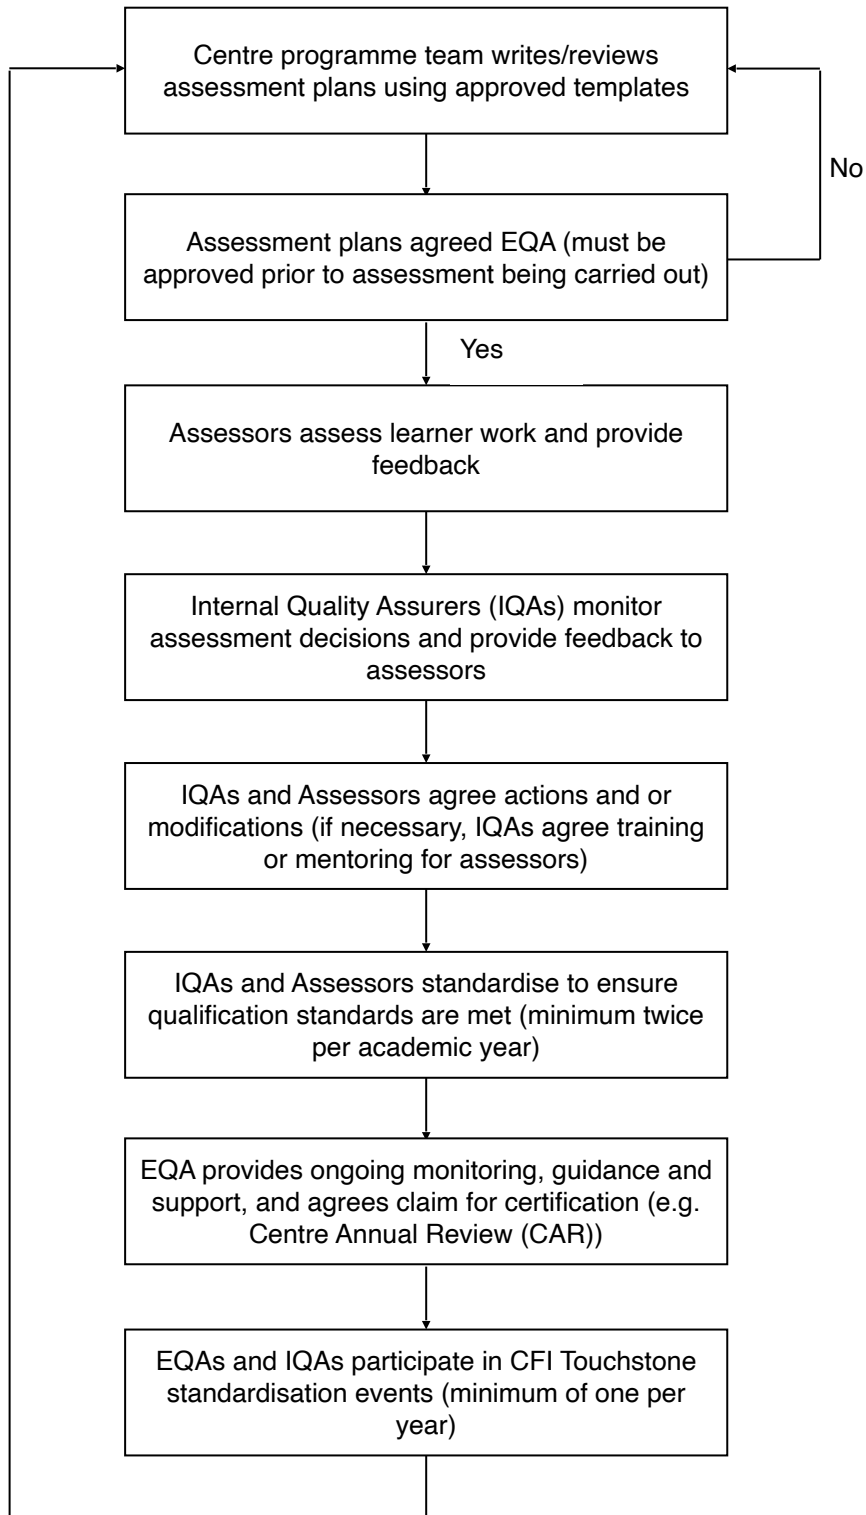 Centre programme team writes/reviews
assessment plans using approved templates
No
Assessment plans agreed EQA (must be
approved prior to assessment being carried out)
Yes
Assessors assess learner work and provide
feedback
Internal Quality Assurers (IQAs) monitor
assessment decisions and provide feedback to
assessors
IQAs and Assessors agree actions and or
modifications (if necessary, IQAs agree training
or mentoring for assessors)
IQAs and Assessors standardise to ensure
qualification standards are met (minimum twice
per academic year)
EQA provides ongoing monitoring, guidance and
support, and agrees claim for certification (e.g.
Centre Annual Review (CAR))
EQAs and IQAs participate in CFI Touchstone
standardisation events (minimum of one per
year)